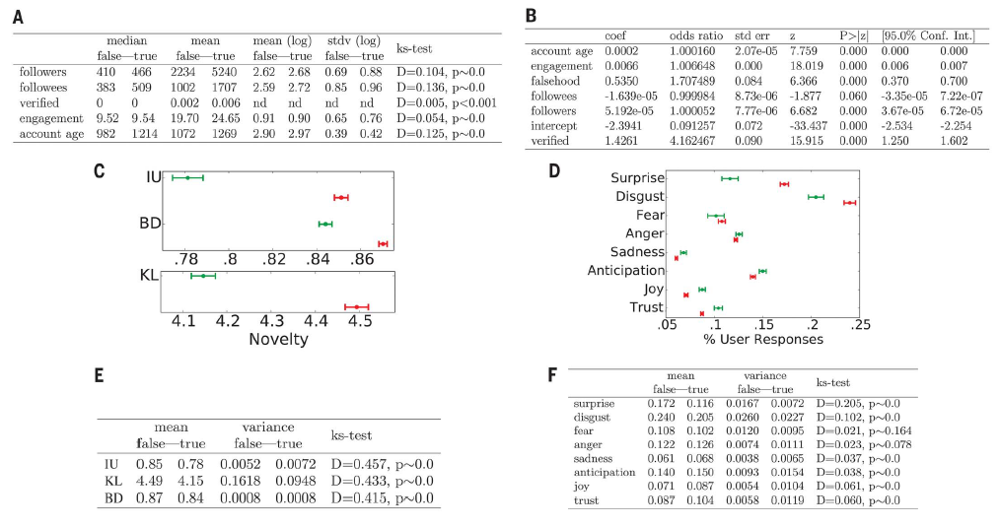 A
median mean mean (log) stdv (log) ks-test
false—true false—true false—true false—true
followers 410 466 2234 5240 2.62 2.68 0.69 0.88 D=0.104, p~0.0
followees 383 509 1002 1707 2.59 2.72 0.85 0.96 D=0.136, p~0.0
verified 0 0 0.002 0.006 nd nd nd nd D=0.005, p<0.001
engagement 9.52 9.54 19.70 24.65 0.91 0.90 0.65 0.76 D=0.054, p~0.0
account age 982 1214 1072 1269 2.90 2.97 0.39 0.42 D=0.125, p~0.0
B
coef odds ratio std err z P>|z| [95.0% Conf. Int.]
account age 0.0002 1.000160 2.07e-05 7.759 0.000 0.000 0.000
engagement 0.0066 1.006648 0.000 18.019 0.000 0.006 0.007
falsehood 0.5350 1.707489 0.084 6.366 0.000 0.370 0.700
followees -1.639e-05 0.999984 8.73e-06 -1.877 0.060 -3.35e-05 7.22e-07
followers 5.192e-05 1.000052 7.77e-06 6.682 0.000 3.67e-05 6.72e-05
intercept -2.3941 0.091257 0.072 -33.437 0.000 -2.534 -2.254
verified 1.4261 4.162467 0.090 15.915 0.000 1.250 1.602
C
IU
BD
.78 .8 .82 .84 .86
KL
4.1 4.2 4.3 4.4 4.5
Novelty
D
Surprise
Disgust
Fear
Anger
Sadness
Anticipation
Joy
Trust
.05 .1 .15 .2 .25
% User Responses
E
mean variance ks-test
false—true false—true
IU 0.85 0.78 0.0052 0.0072 D=0.457, p~0.0
KL 4.49 4.15 0.1618 0.0948 D=0.433, p~0.0
BD 0.87 0.84 0.0008 0.0008 D=0.415, p~0.0
F
mean variance ks-test
false—true false—true
surprise 0.172 0.116 0.0167 0.0072 D=0.205, p~0.0
disgust 0.240 0.205 0.0260 0.0227 D=0.102, p~0.0
fear 0.108 0.102 0.0120 0.0095 D=0.021, p~0.164
anger 0.122 0.126 0.0074 0.0111 D=0.023, p~0.078
sadness 0.061 0.068 0.0038 0.0065 D=0.037, p~0.0
anticipation 0.140 0.150 0.0093 0.0154 D=0.038, p~0.0
joy 0.071 0.087 0.0054 0.0104 D=0.061, p~0.0
trust 0.087 0.104 0.0058 0.0119 D=0.060, p~0.0